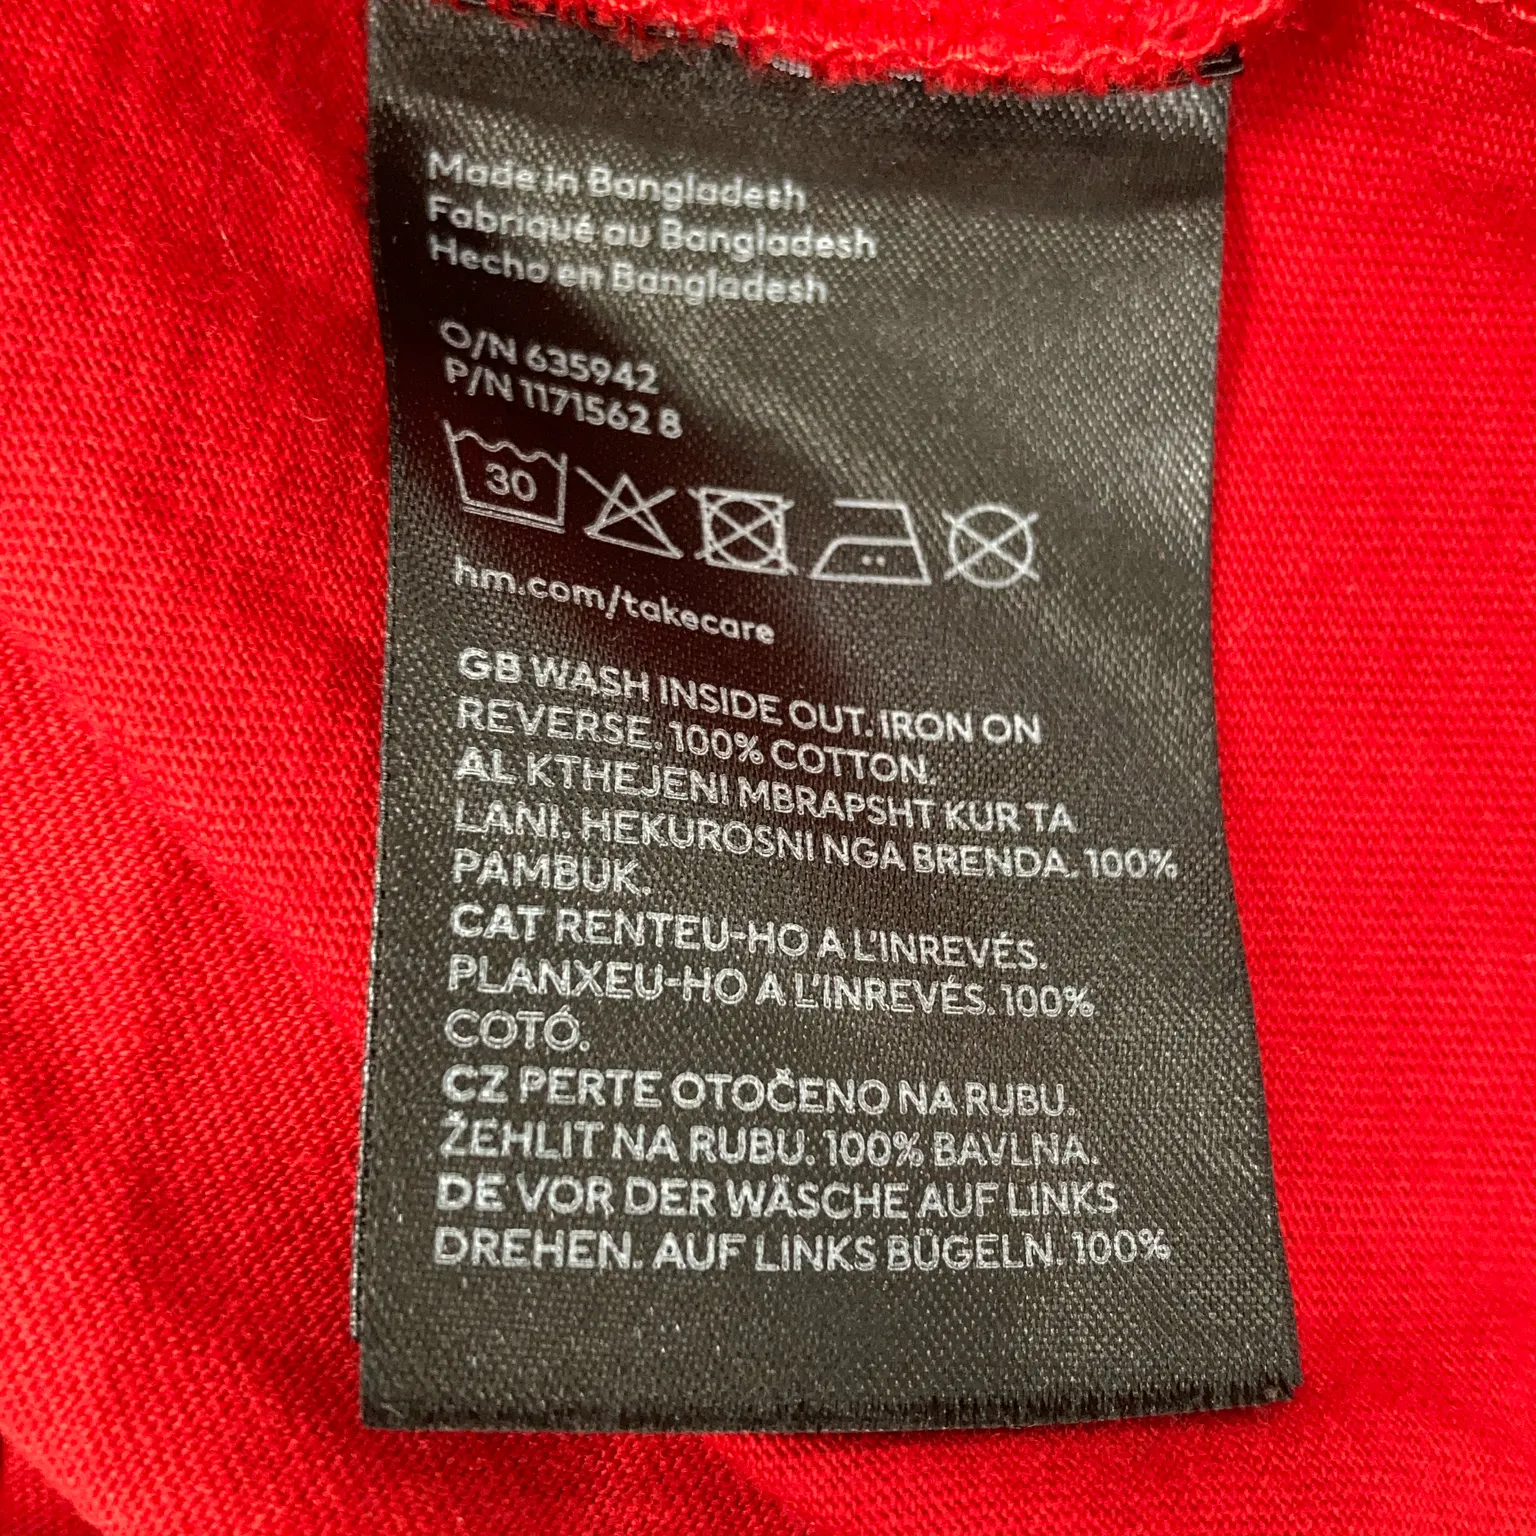 Made in Bangladesh
Fabriqué au Bangladesh
Hecho en Bangladesh
O/N 635942
P/N 1171562 8
30
hm.com/takecare
GB WASH INSIDE OUT. IRON ON
REVERSE. 100% COTTON.
AL KTHEJENI MBRAPSHT KUR TA
LANI. HEKUROSNI NGA BRENDA. 100%
PAMBUK.
CAT RENTEU-HO A L'INREVÉS.
PLANXEU-HO A L'INREVÉS. 100%
COTÓ.
CZ PERTE OTOČENO NA RUBU.
ŽEHLIT NA RUBU. 100% BAVLNA.
DE VOR DER WÄSCHE AUF LINKS
DREHEN. AUF LINKS BÜGELN. 100%